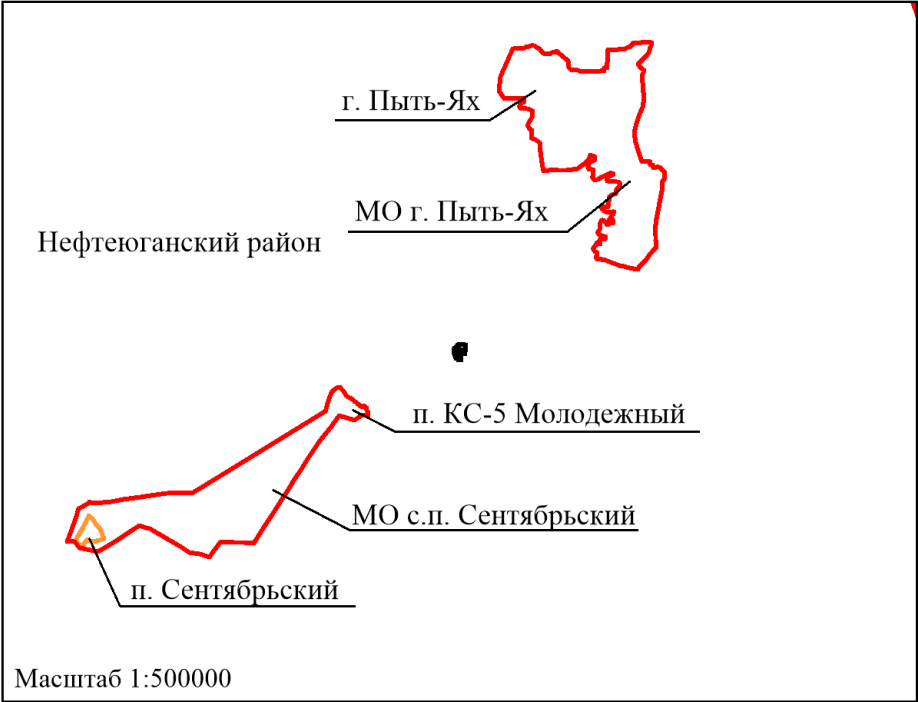 г. Пыть-Ях
МО г. Пыть-Ях
Нефтеюганский район
п. КС-5 Молодежный
МО с.п. Сентябрьский
п. Сентябрьский
Масштаб 1:500000